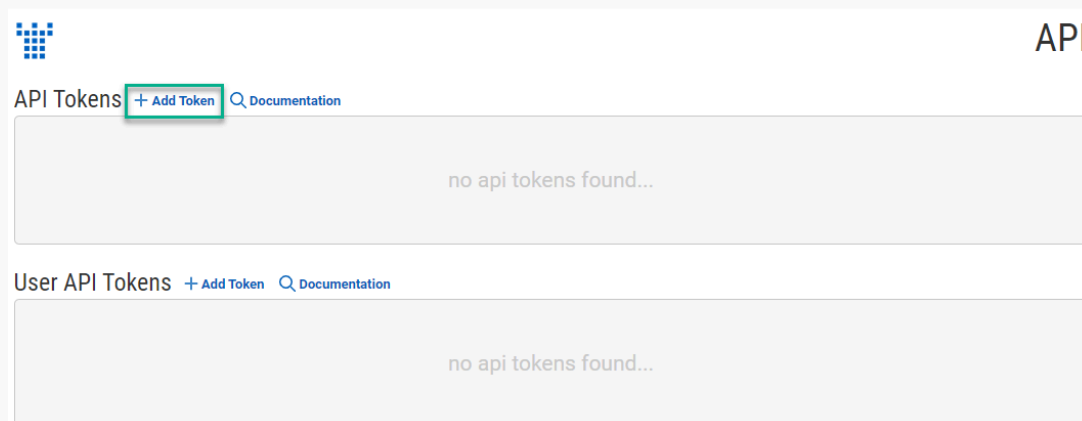 API
API Tokens + Add Token Documentation
no api tokens found...
User API Tokens + Add Token Documentation
no api tokens found...